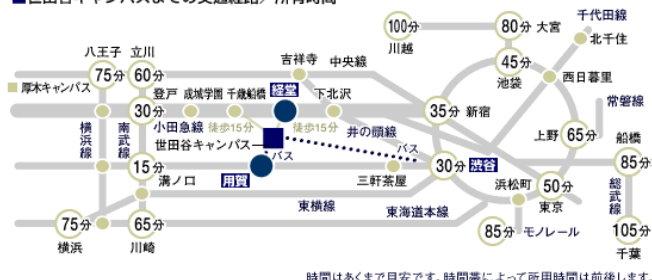 ■世田谷キャンパスまでの交通経路／所要時間
100分
川越
80分
大宮
千代田線
北千住
八王子
立川
吉祥寺
中央線
45分
池袋
西日暮里
75分
60分
厚木キャンパス
登戸
成城学園
千歳船橋
経堂
下北沢
常磐線
30分
35分
新宿
上野
65分
船橋
横浜線
南武線
小田急線
徒歩15分
徒歩15分
井の頭線
世田谷キャンパス
バス
バス
15分
用賀
三軒茶屋
30分
渋谷
85分
溝ノ口
浜松町
50分
東京
総武線
東横線
東海道本線
75分
横浜
65分
川崎
85分
モノレール
105分
千葉
時間はあくまで目安です。時間帯によって所用時間は前後します。